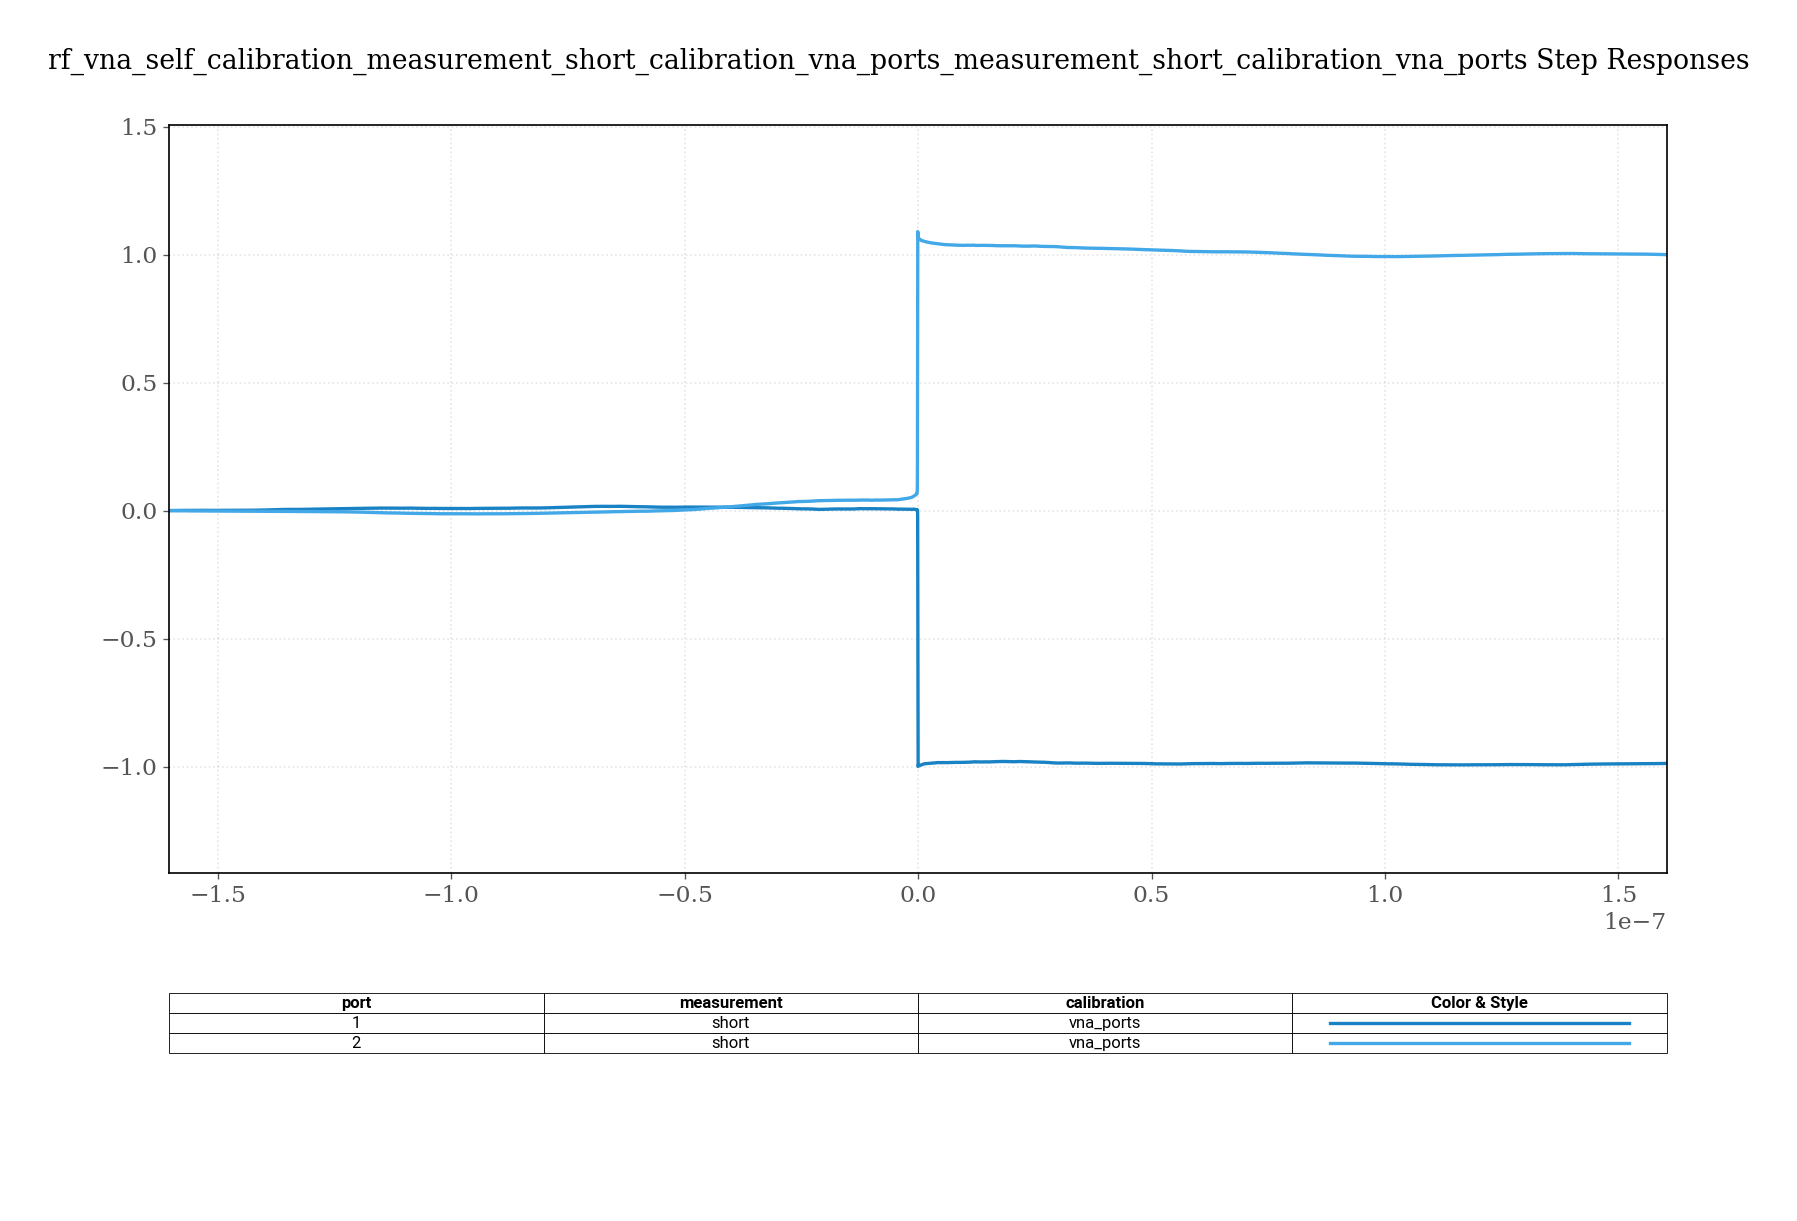 rf_vna_self_calibration_measurement_short_calibration_vna_ports_measurement_short_calibration_vna_ports Step Responses
1.5
1.0
0.5
0.0
−0.5
−1.0
−1.5 −1.0 −0.5 0.0 0.5 1.0 1.5
1e−7
port measurement calibration Color & Style
1 short vna_ports
2 short vna_ports